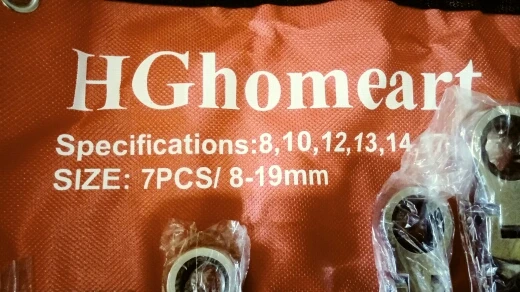 HGhomeart
Specifications:8,10,12,13,14,
SIZE: 7PCS/ 8-19mm